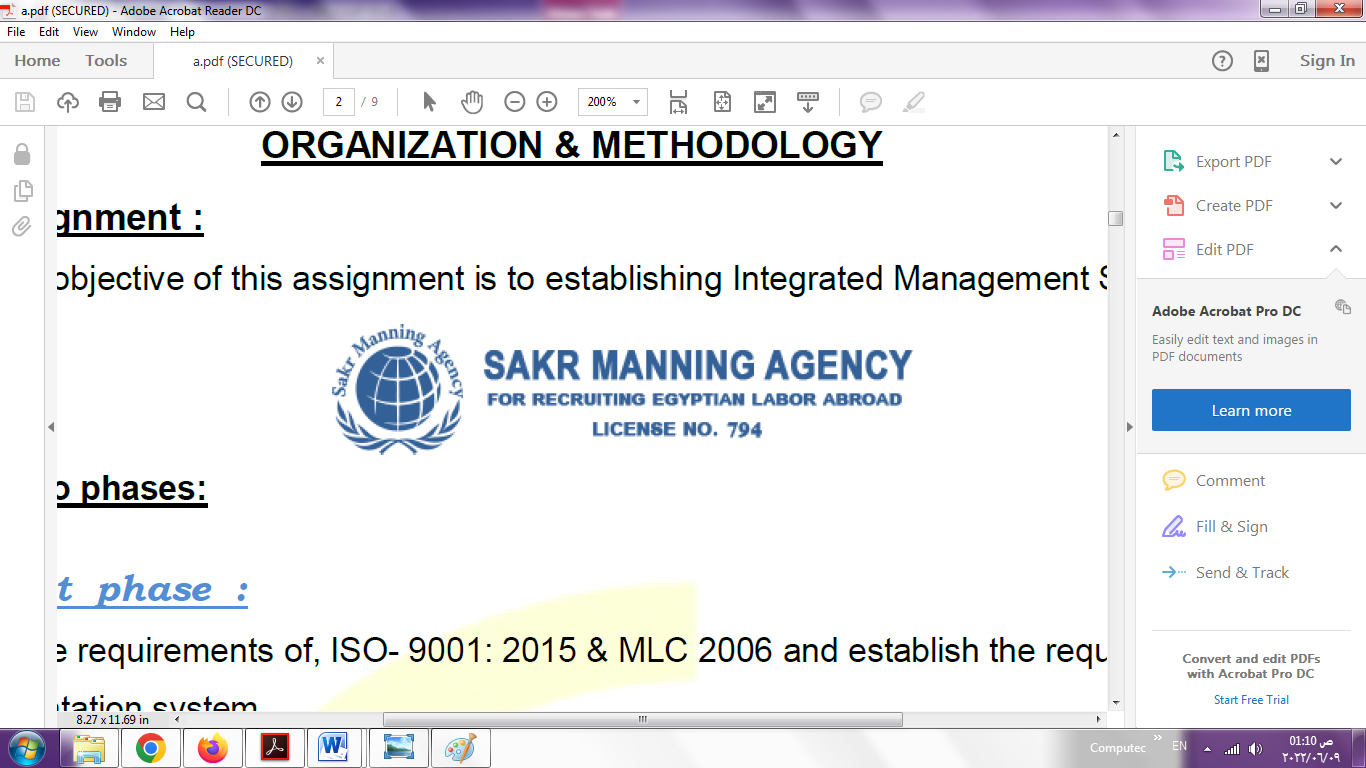 a.pdf (SECURED) - Adobe Acrobat Reader DC
File Edit View Window Help
Home Tools a.pdf (SECURED) × Sign In
2 / 9 200%
ORGANIZATION & METHODOLOGY
gnment :
objective of this assignment is to establishing Integrated Management S
Sakr Manning Agency
SAKR MANNING AGENCY
FOR RECRUITING EGYPTIAN LABOR ABROAD
LICENSE NO. 794
o phases:
t phase :
e requirements of, ISO- 9001: 2015 & MLC 2006 and establish the requ
ntation system
8.27 x 11.69 in
Export PDF
Create PDF
Edit PDF
Adobe Acrobat Pro DC
Easily edit text and images in
PDF documents
Learn more
Comment
Fill & Sign
Send & Track
Convert and edit PDFs
with Acrobat Pro DC
Start Free Trial
Computec » EN 01:10 ص
٢٠٢٢/٠٦/٠٩